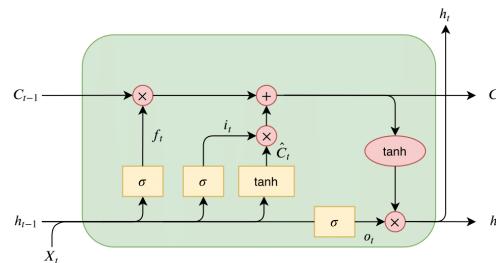 h_t
C_{t-1} × + C
f_t i_t × Ĉ_t tanh
σ σ tanh
h_{t-1} σ × h
X_t o_t